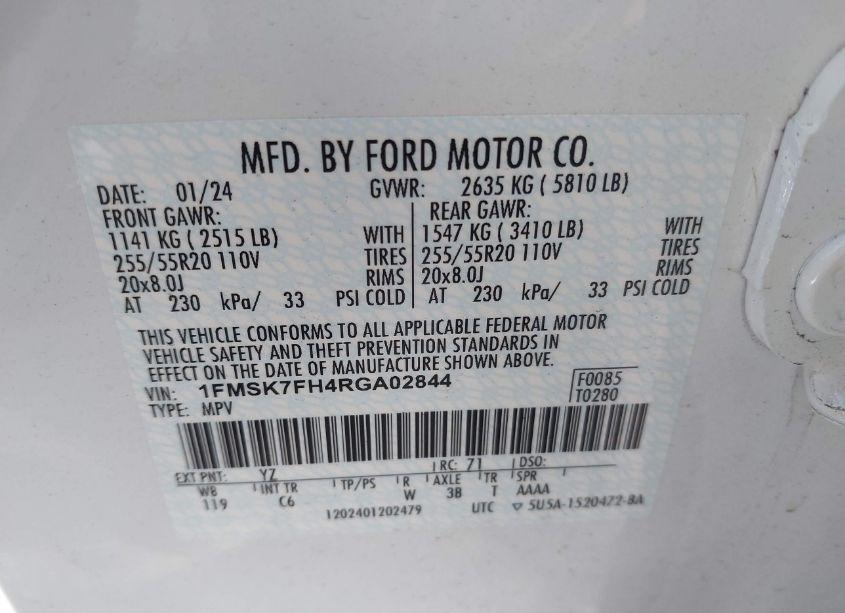 MFD. BY FORD MOTOR CO.
DATE: 01/24 GVWR: 2635 KG ( 5810 LB)
FRONT GAWR: REAR GAWR:
1141 KG ( 2515 LB) WITH 1547 KG ( 3410 LB) WITH
255/55R20 110V TIRES 255/55R20 110V TIRES
20x8.0J RIMS 20x8.0J RIMS
AT 230 kPa/ 33 PSI COLD AT 230 kPa/ 33 PSI COLD
THIS VEHICLE CONFORMS TO ALL APPLICABLE FEDERAL MOTOR
VEHICLE SAFETY AND THEFT PREVENTION STANDARDS IN
EFFECT ON THE DATE OF MANUFACTURE SHOWN ABOVE.
VIN: 1FMSK7FH4RGA02844 F0085
TYPE: MPV T0280
EXT PNT: YZ RC: 71 DSO:
WB INT TR TP/PS R AXLE TR SPR
119 C6 W 38 T AAAA
1202401202479 UTC ▽ 5U5A-1520472-BA